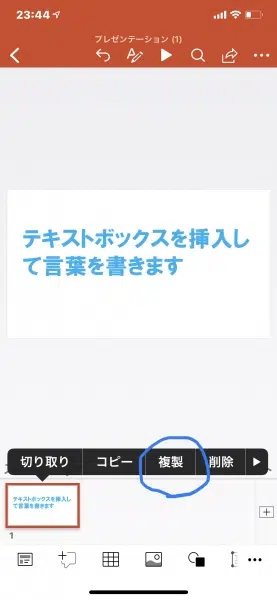 23:44
プレゼンテーション (1)
テキストボックスを挿入し
て言葉を書きます
切り取り コピー 複製 削除
テキストボックスを挿入し
て言葉を書きます
1